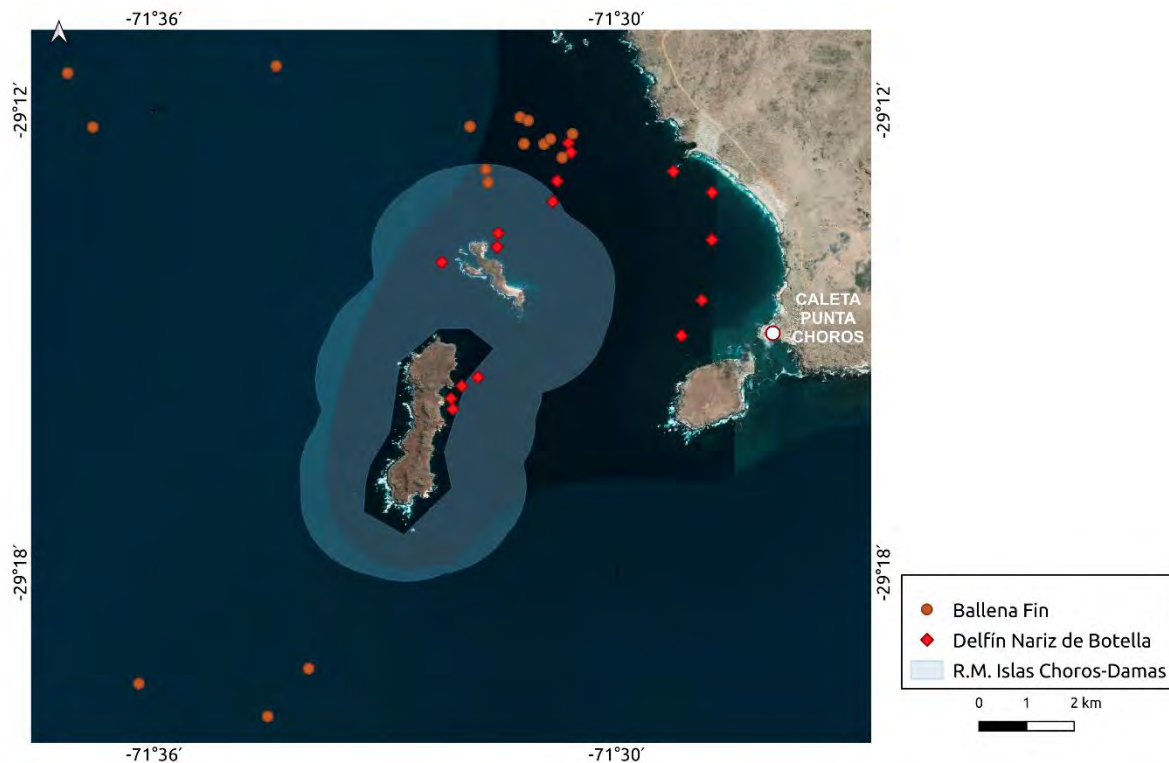 -71°36´
-71°30´
-29°12´
-29°12´
CALETA
PUNTA
CHOROS
-29°18´
-29°18´
Ballena Fin
Delfín Nariz de Botella
R.M. Islas Choros-Damas
0 1 2 km
-71°36´
-71°30´